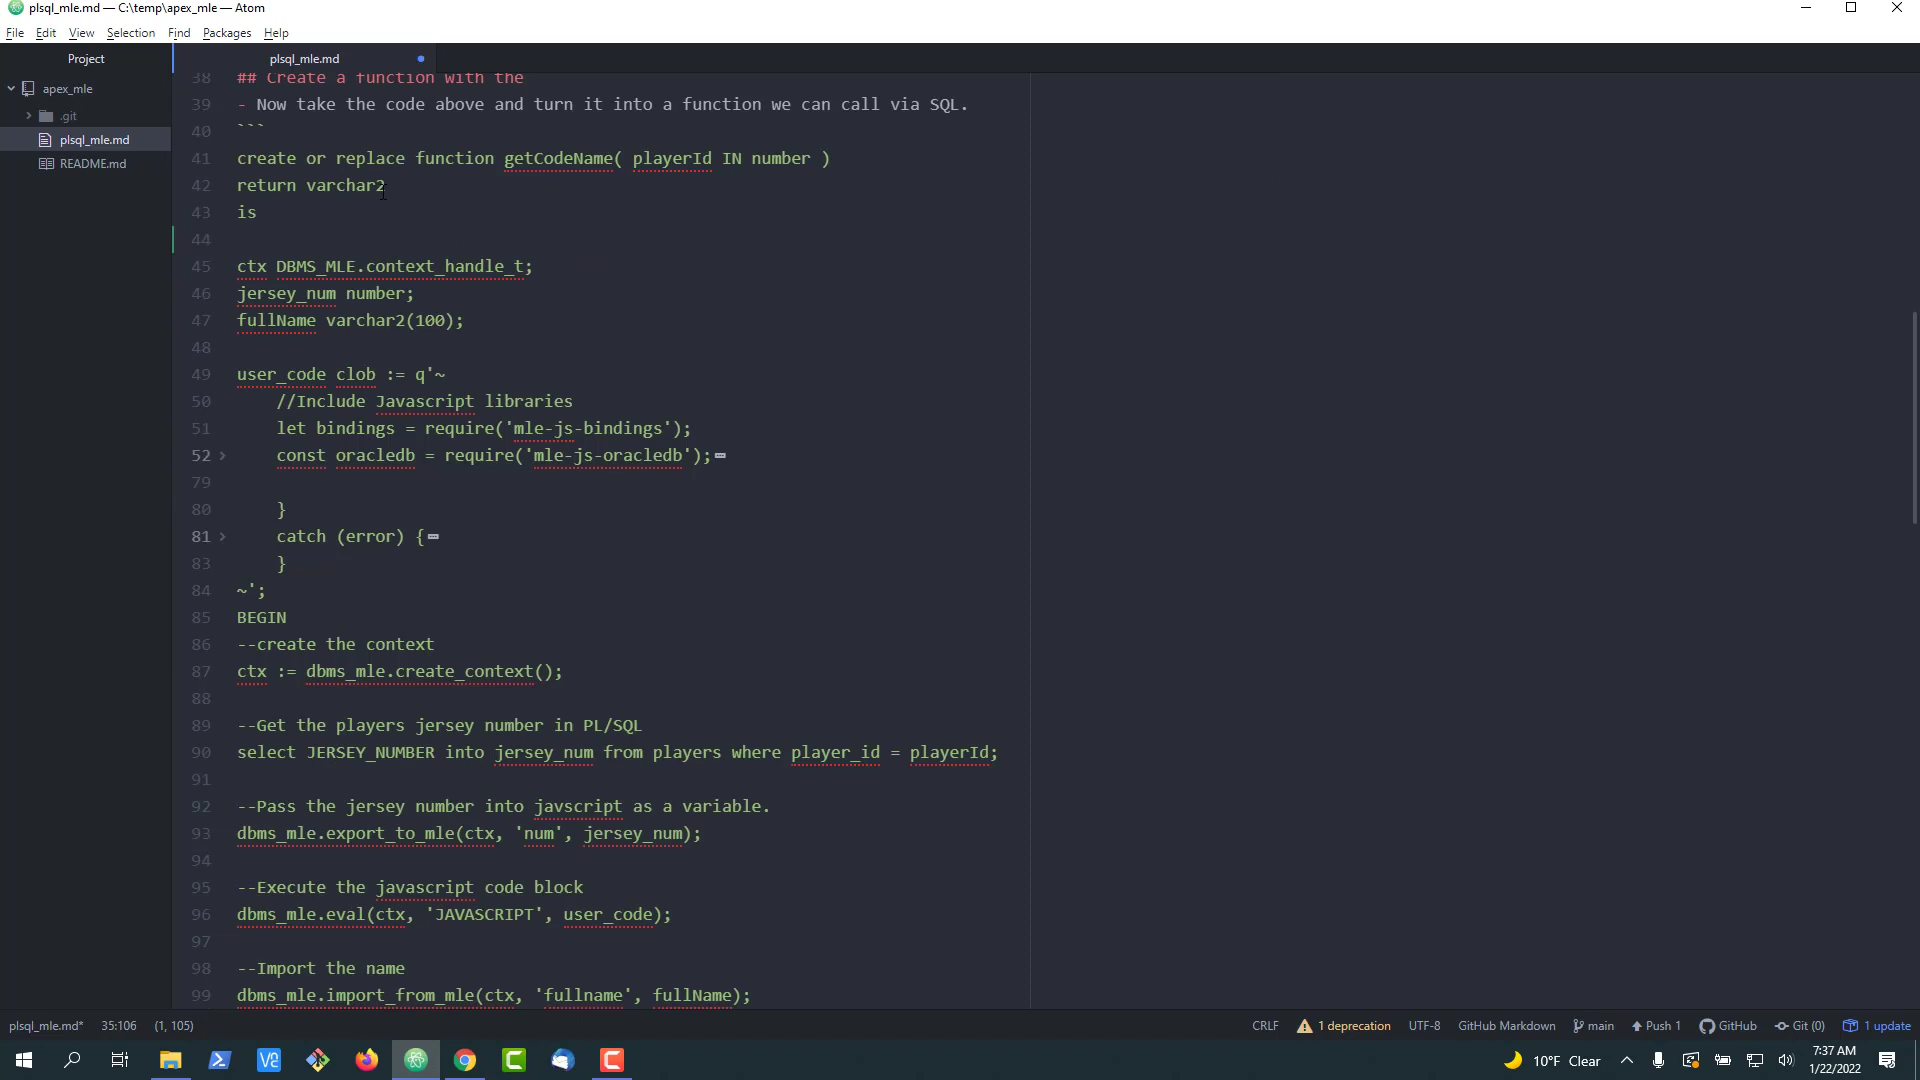 plsql_mle.md — C:\temp\apex_mle — Atom
File Edit View Selection Find Packages Help
Project
plsql_mle.md
apex_mle
.git
plsql_mle.md
README.md
38 ## Create a function with the
39 - Now take the code above and turn it into a function we can call via SQL.
40 ```
41 create or replace function getCodeName( playerId IN number )
42 return varchar2
43 is
44
45 ctx DBMS_MLE.context_handle_t;
46 jersey_num number;
47 fullName varchar2(100);
48
49 user_code clob := q'~
50 //Include Javascript libraries
51 let bindings = require('mle-js-bindings');
52 const oracledb = require('mle-js-oracledb');
79
80 }
81 catch (error) {
83 }
84 ~';
85 BEGIN
86 --create the context
87 ctx := dbms_mle.create_context();
88
89 --Get the players jersey number in PL/SQL
90 select JERSEY_NUMBER into jersey_num from players where player_id = playerId;
91
92 --Pass the jersey number into javscript as a variable.
93 dbms_mle.export_to_mle(ctx, 'num', jersey_num);
94
95 --Execute the javascript code block
96 dbms_mle.eval(ctx, 'JAVASCRIPT', user_code);
97
98 --Import the name
99 dbms_mle.import_from_mle(ctx, 'fullname', fullName);
plsql_mle.md* 35:106 (1, 105) CRLF 1 deprecation UTF-8 GitHub Markdown main Push 1 GitHub Git (0) 1 update
10°F Clear
7:37 AM
1/22/2022